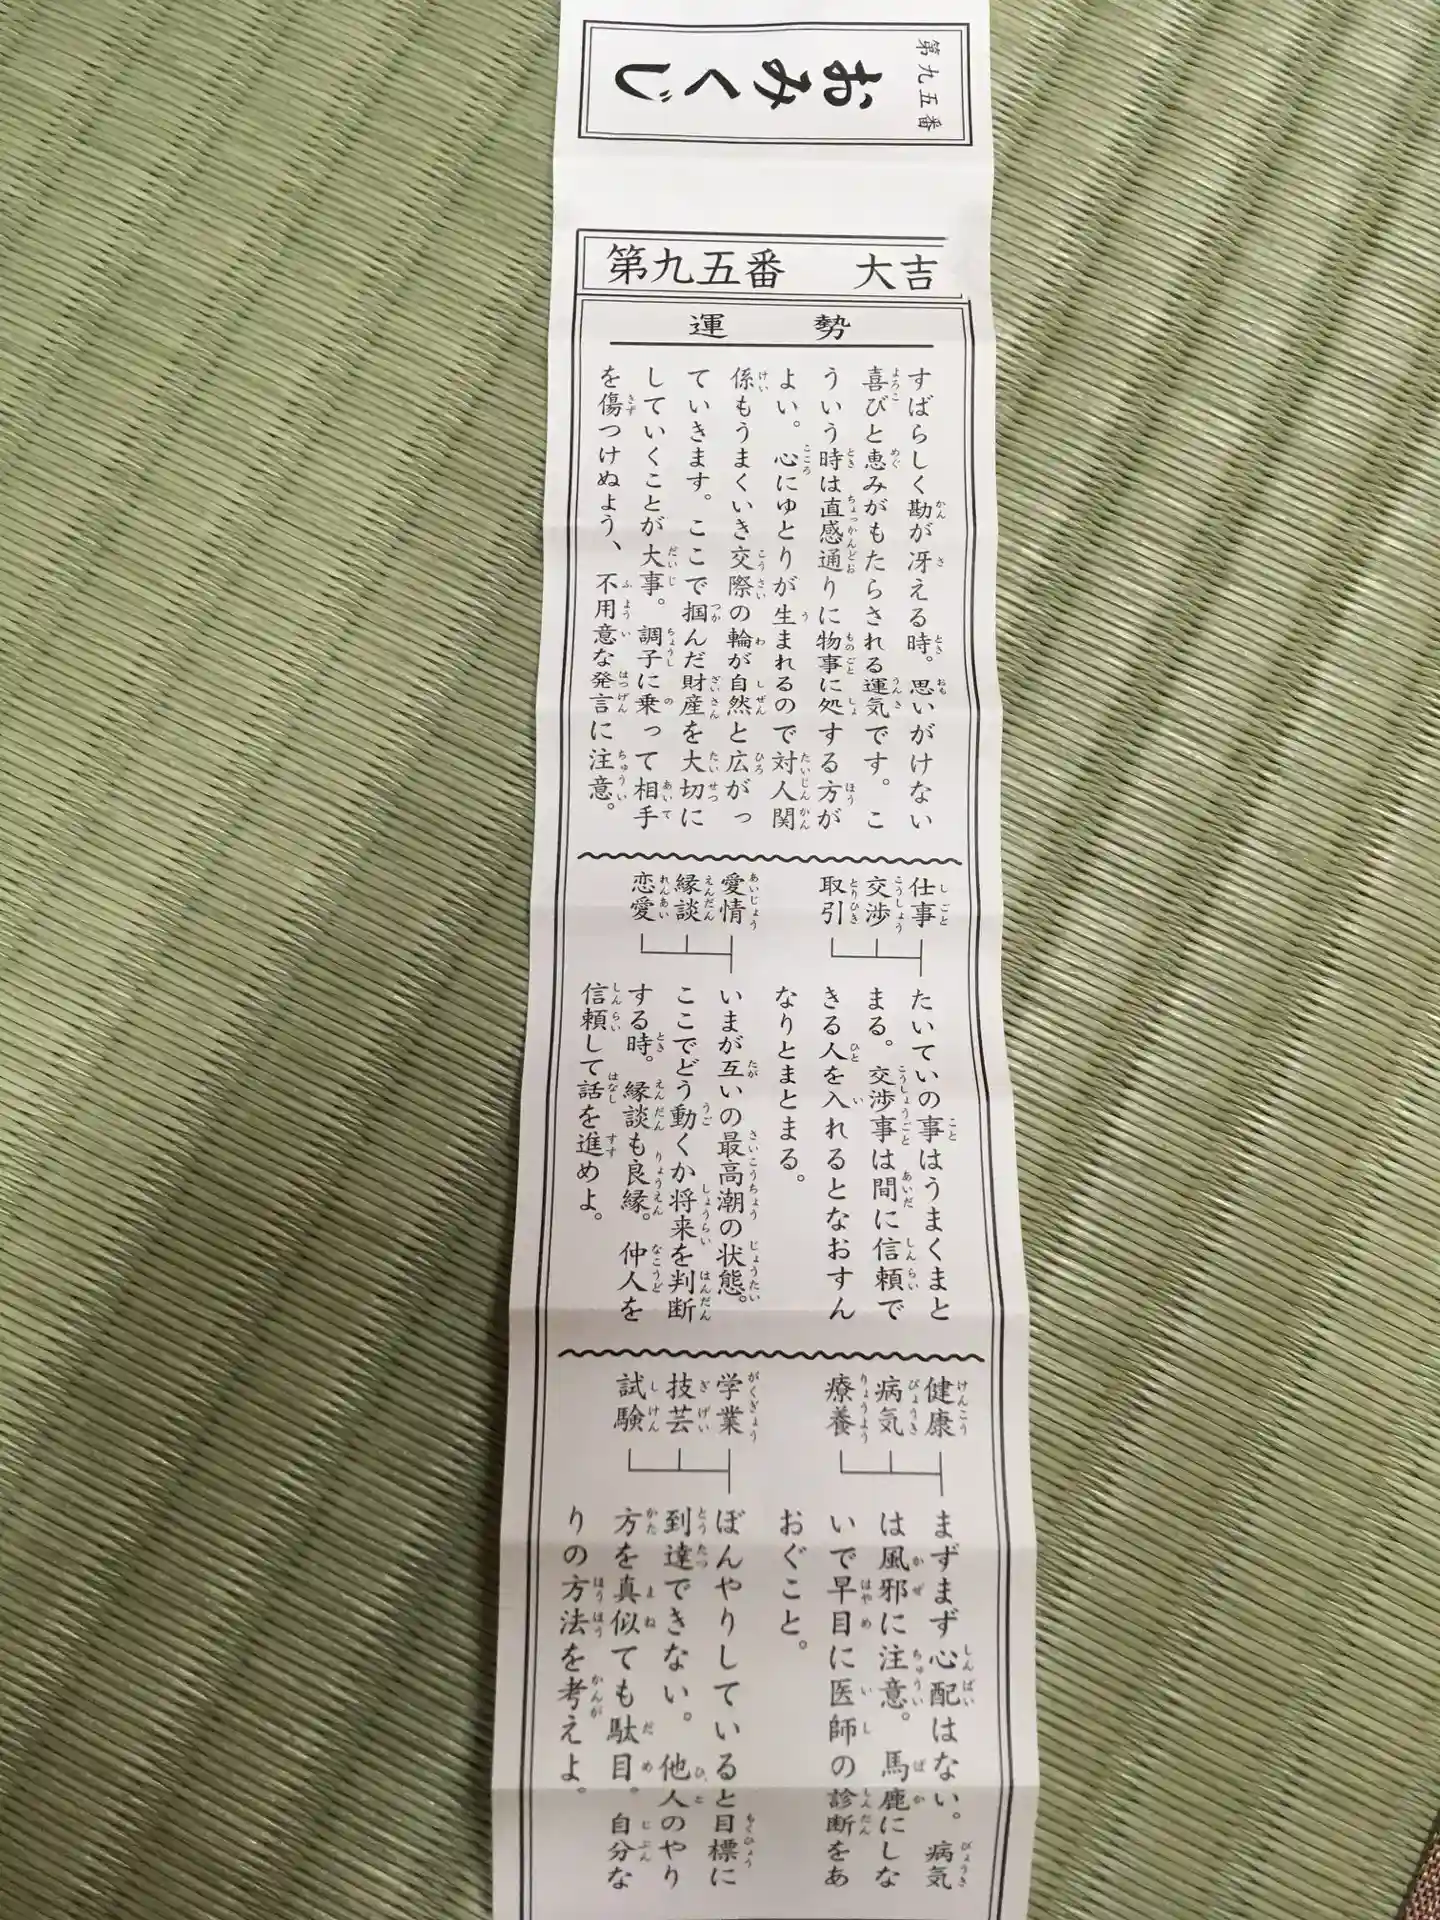 第九五番
おみくじ
第九五番 大吉
運勢
すばらしく勘が冴える時。思いがけない
喜びと恵みがもたらされる運気です。こ
ういう時は直感通りに物事に処する方が
よい。心にゆとりが生まれるので対人関
係もうまくいき交際の輪が自然と広がっ
ていきます。ここで掴んだ財産を大切に
していくことが大事。調子に乗って相手
を傷つけぬよう、不用意な発言に注意。
仕事
交渉
取引
たいていの事はうまくまと
まる。交渉事は間に信頼で
きる人を入れるとなおすん
なりとまとまる。
愛情
縁談
恋愛
いまが互いの最高潮の状態。
ここでどう動くか将来を判断
する時。縁談も良縁。仲人を
信頼して話を進めよ。
健康
病気
療養
まずまず心配はない。病気
は風邪に注意。馬鹿にしな
いで早目に医師の診断をあ
おぐこと。
学業
技芸
試験
ぼんやりしていると目標に
到達できない。他人のやり
方を真似ても駄目。自分な
りの方法を考えよ。